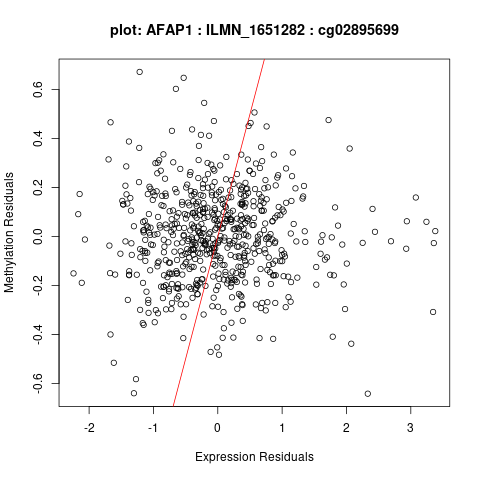 plot: AFAP1 : ILMN_1651282 : cg02895699
Methylation Residuals
0.6
0.4
0.2
0.0
-0.2
-0.4
-0.6
-2 -1 0 1 2 3
Expression Residuals